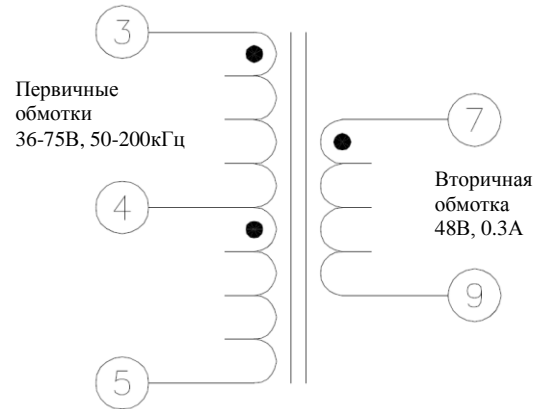 3
Первичные
обмотки
36-75В, 50-200кГц
7
4
Вторичная
обмотка
48В, 0.3А
9
5